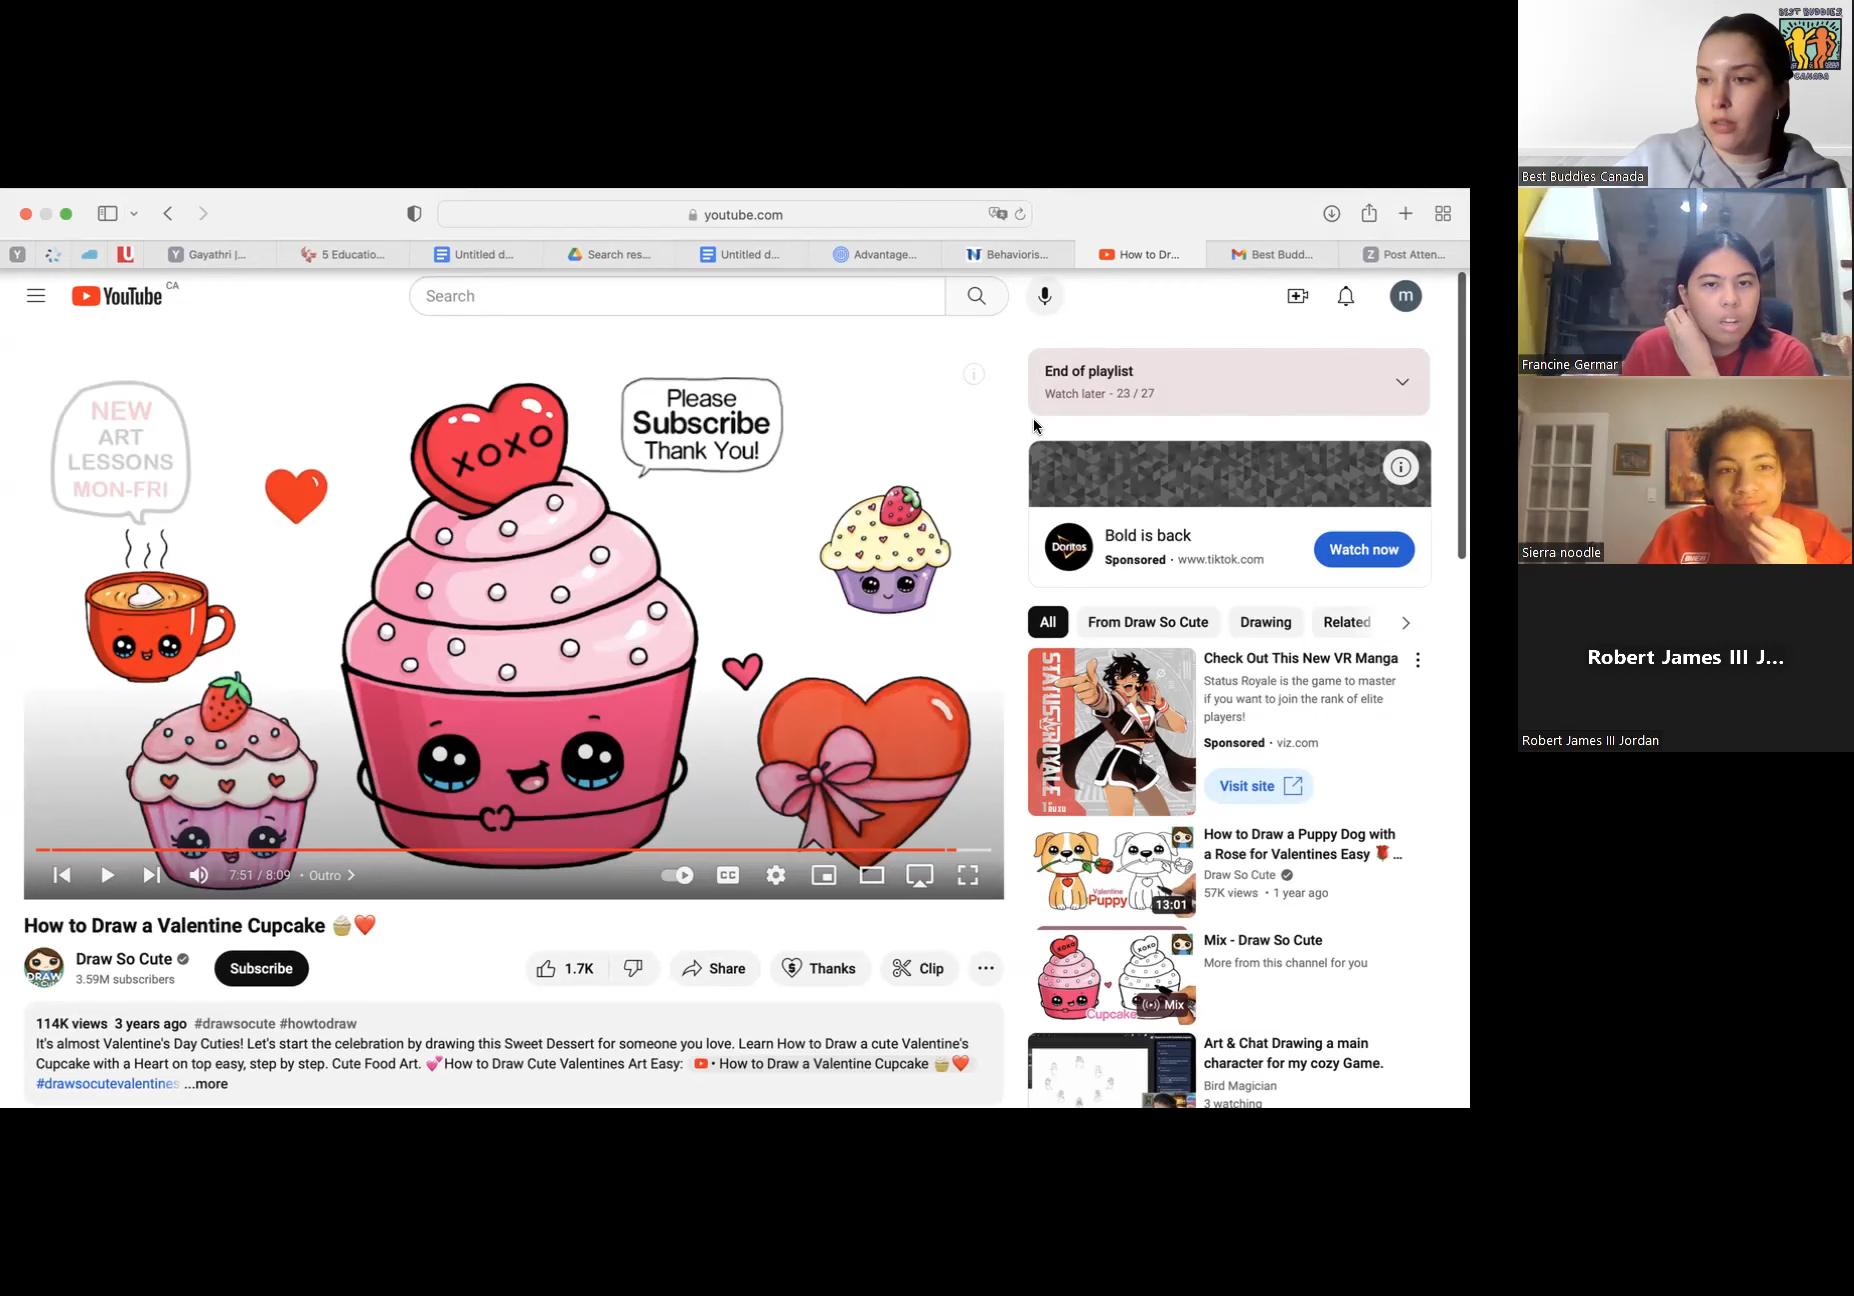 youtube.com
Gayathri |...
5 Educatio...
Untitled d...
Search res...
Untitled d...
Advantage...
Behavioris...
How to Dr...
Best Budd...
Post Atten...
YouTube CA
Search
m
NEW
ART
LESSONS
MON-FRI
XOXO
Please
Subscribe
Thank You!
7:51 / 8:09 • Outro
CC
How to Draw a Valentine Cupcake 🧁❤️
Draw So Cute
3.59M subscribers
Subscribe
1.7K
Share
Thanks
Clip
114K views 3 years ago #drawsocute #howtodraw
It's almost Valentine's Day Cuties! Let's start the celebration by drawing this Sweet Dessert for someone you love. Learn How to Draw a cute Valentine's
Cupcake with a Heart on top easy, step by step. Cute Food Art. 💕How to Draw Cute Valentines Art Easy: • How to Draw a Valentine Cupcake 🧁❤️
#drawsocutevalentines ...more
End of playlist
Watch later - 23 / 27
Doritos
Bold is back
Sponsored · www.tiktok.com
Watch now
All
From Draw So Cute
Drawing
Related
STATUS ROYALE
Check Out This New VR Manga
Status Royale is the game to master
if you want to join the rank of elite
players!
Sponsored · viz.com
Visit site
Valentine
Puppy
13:01
How to Draw a Puppy Dog with
a Rose for Valentines Easy 🌹 ...
Draw So Cute
57K views • 1 year ago
XOXO
XOXO
Cupcake
Mix
Mix - Draw So Cute
More from this channel for you
Art & Chat Drawing a main
character for my cozy Game.
Bird Magician
3 watching
BEST BUDDIES
CANADA
Best Buddies Canada
Francine Germar
Sierra noodle
Robert James III J...
Robert James III Jordan